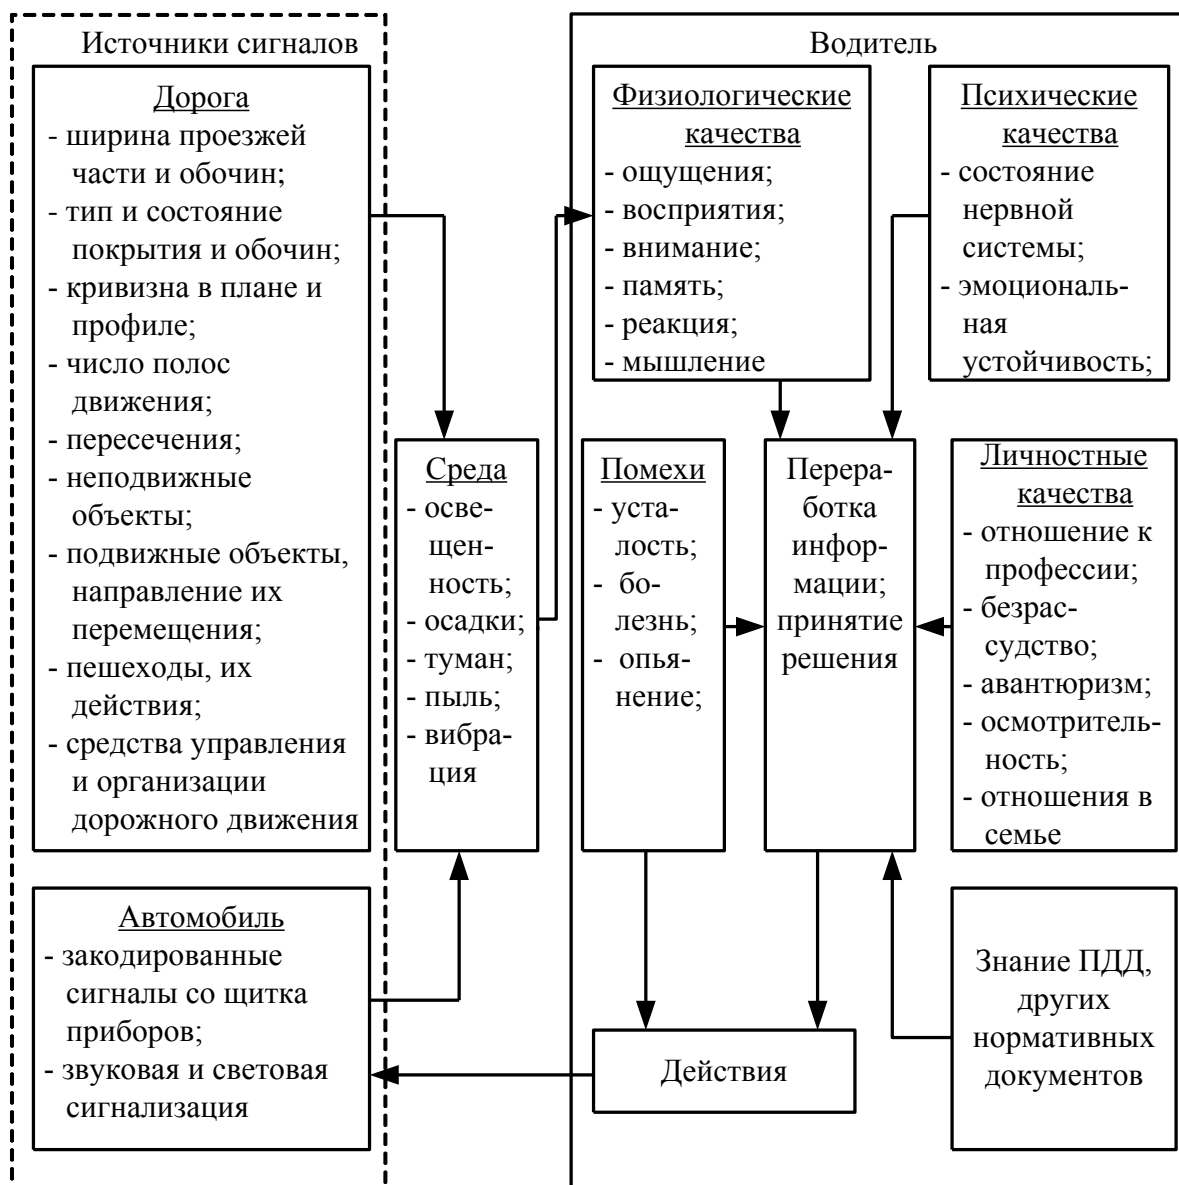 Источники сигналов
Дорога
- ширина проезжей
части и обочин;
- тип и состояние
покрытия и обочин;
- кривизна в плане и
профиле;
- число полос
движения;
- пересечения;
- неподвижные
объекты;
- подвижные объекты,
направление их
перемещения;
- пешеходы, их
действия;
- средства управления
и организации
дорожного движения
Автомобиль
- закодированные
сигналы со щитка
приборов;
- звуковая и световая
сигнализация
Среда
- осве-
щен-
ность;
- осадки;
- туман;
- пыль;
- вибра-
ция
Водитель
Физиологические
качества
- ощущения;
- восприятия;
- внимание;
- память;
- реакция;
- мышление
Психические
качества
- состояние
нервной
системы;
- эмоциональ-
ная
устойчивость;
Помехи
- уста-
лость;
- бо-
лезнь;
- опья-
нение;
Перера-
ботка
инфор-
мации;
принятие
решения
Личностные
качества
- отношение к
профессии;
- безрас-
судство;
- авантюризм;
- осмотритель-
ность;
- отношения в
семье
Действия
Знание ПДД,
других
нормативных
документов